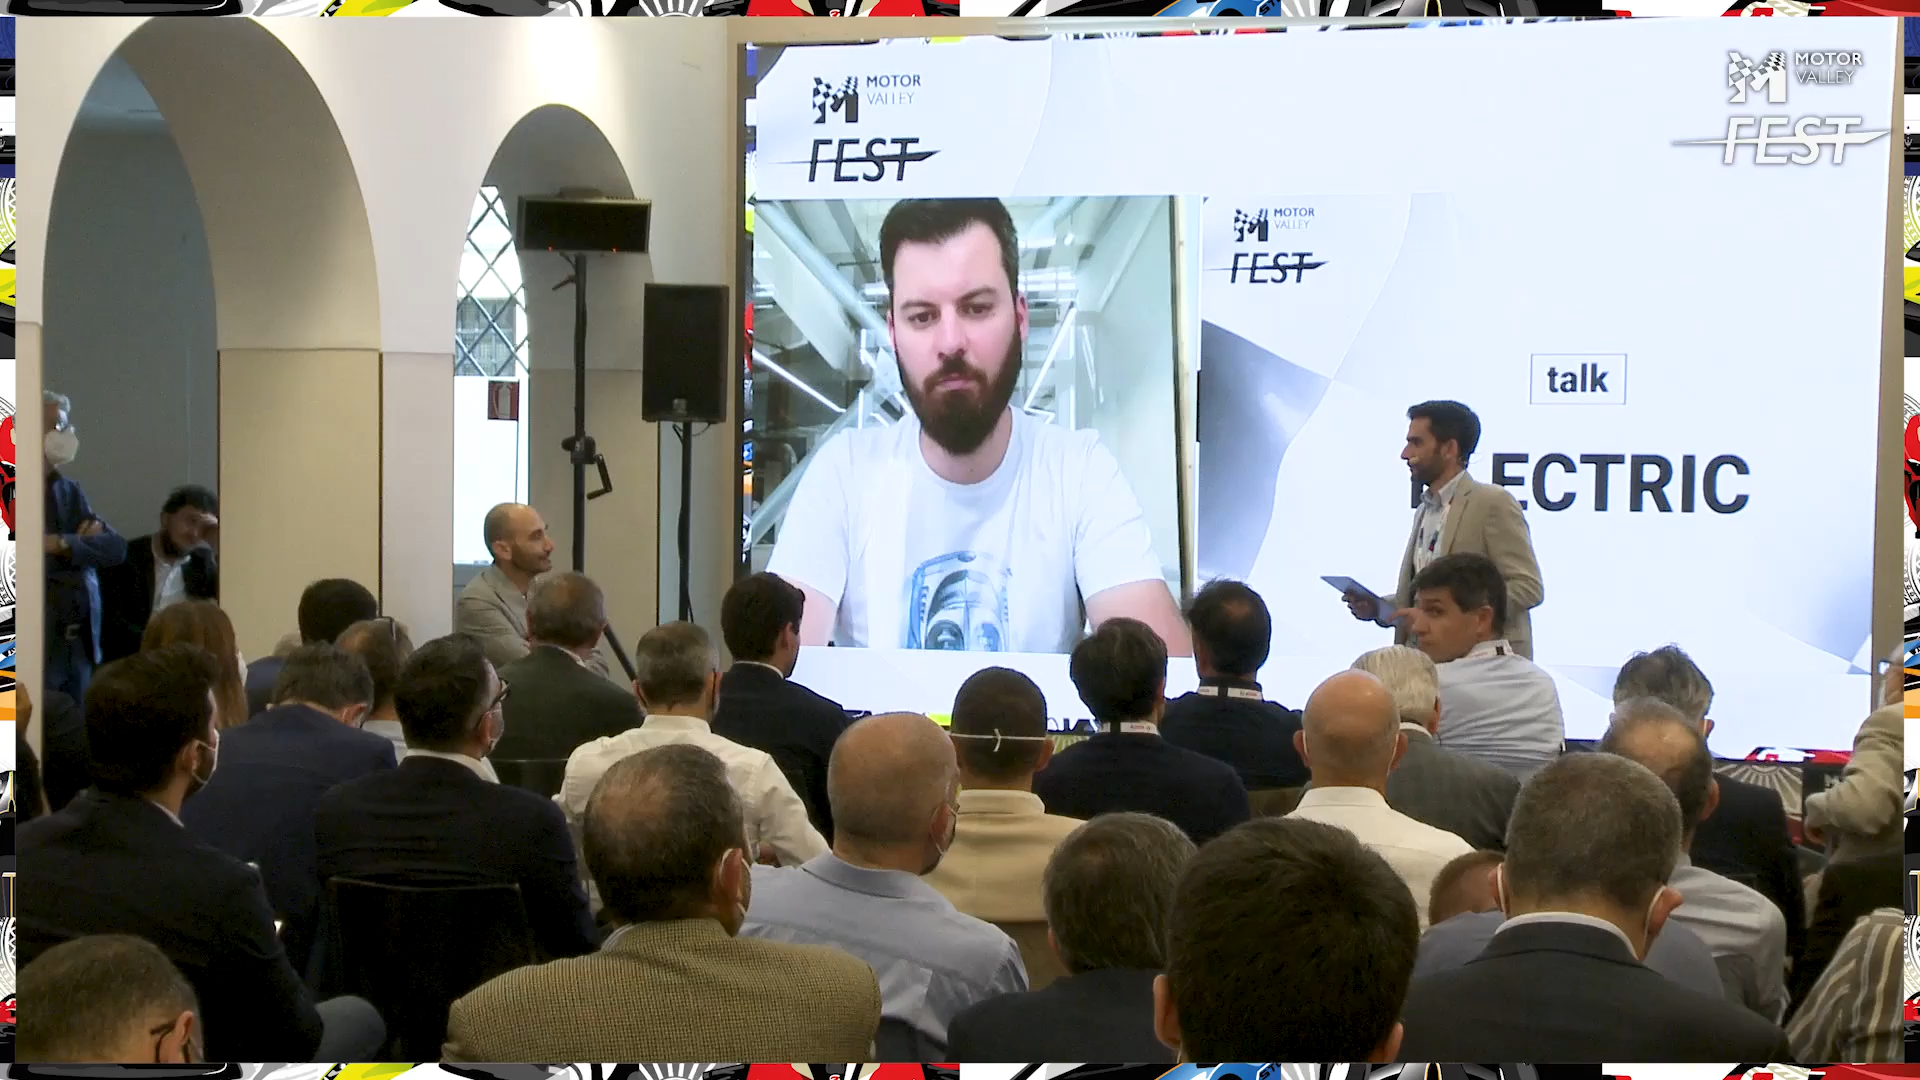 MOTOR
VALLEY
FEST
MOTOR
VALLEY
FEST
MOTOR
VALLEY
FEST
talk
ECTRIC